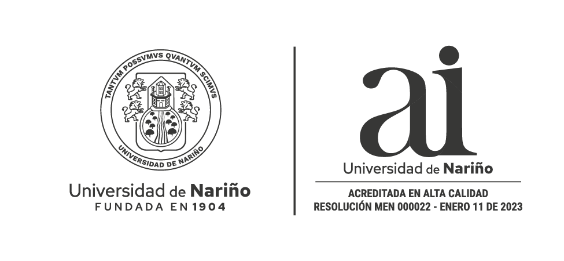 TANTVM POSSVMVS QVANTVM SCIMVS
UNIVERSIDAD DE NARIÑO
Universidad de Nariño
FUNDADA EN 1904
ai
Universidad de Nariño
ACREDITADA EN ALTA CALIDAD
RESOLUCIÓN MEN 000022 - ENERO 11 DE 2023